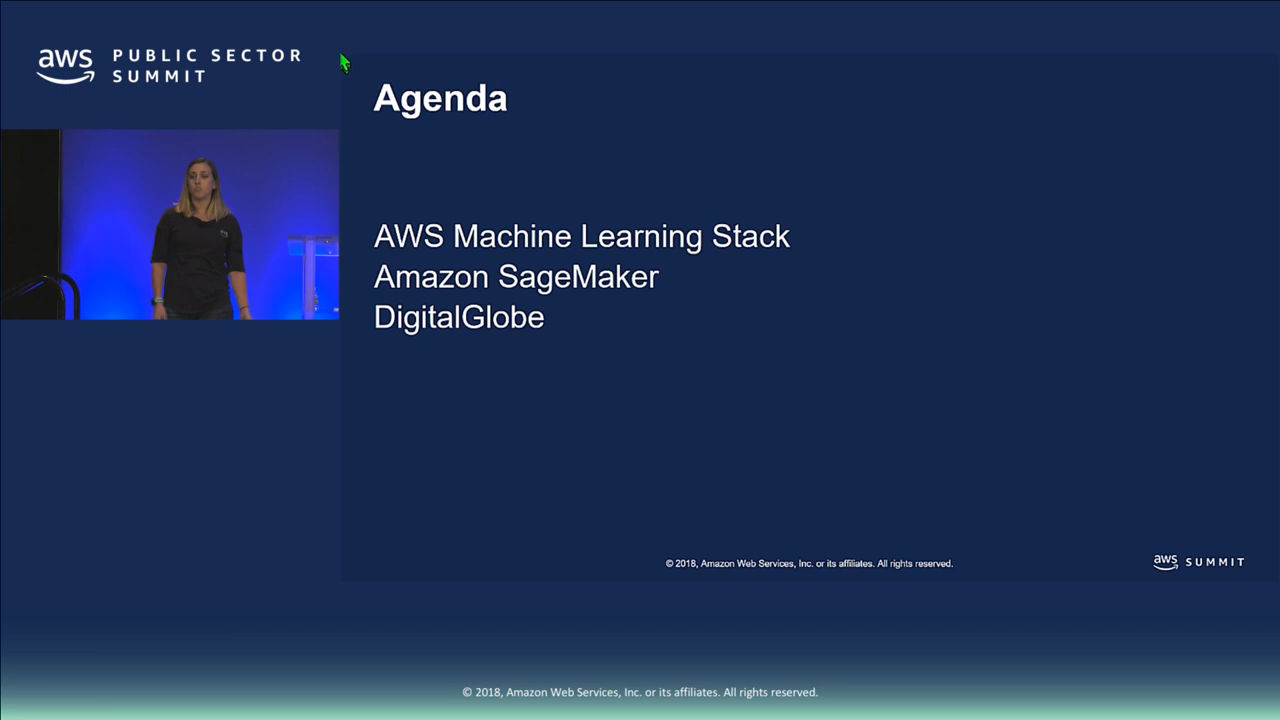 aws PUBLIC SECTOR
SUMMIT
Agenda
AWS Machine Learning Stack
Amazon SageMaker
DigitalGlobe
© 2018, Amazon Web Services, Inc. or its affiliates. All rights reserved.
aws SUMMIT
© 2018, Amazon Web Services, Inc. or its affiliates. All rights reserved.